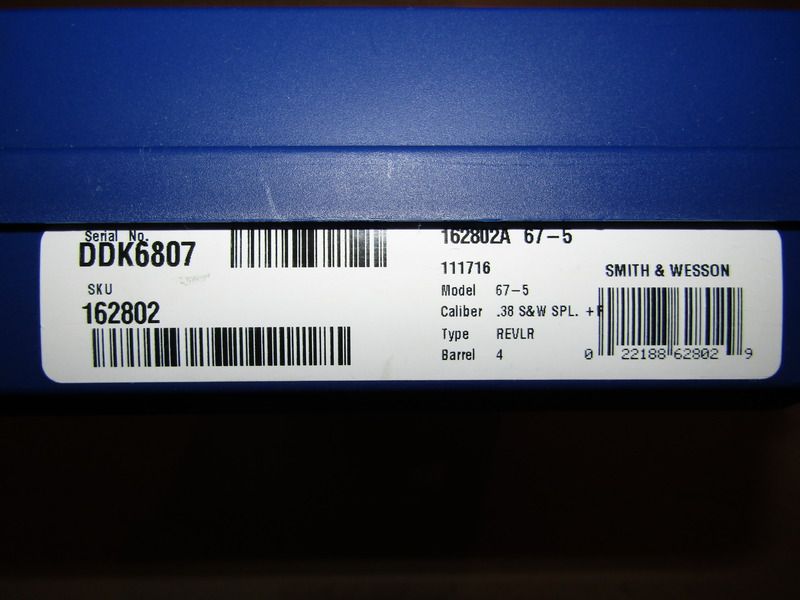 Serial No.
DDK6807
SKU
162802
162802A 67-5
111716
Model 67-5
Caliber .38 S&W SPL. +P
Type REVLR
Barrel 4
SMITH & WESSON
0 22188 62802 9